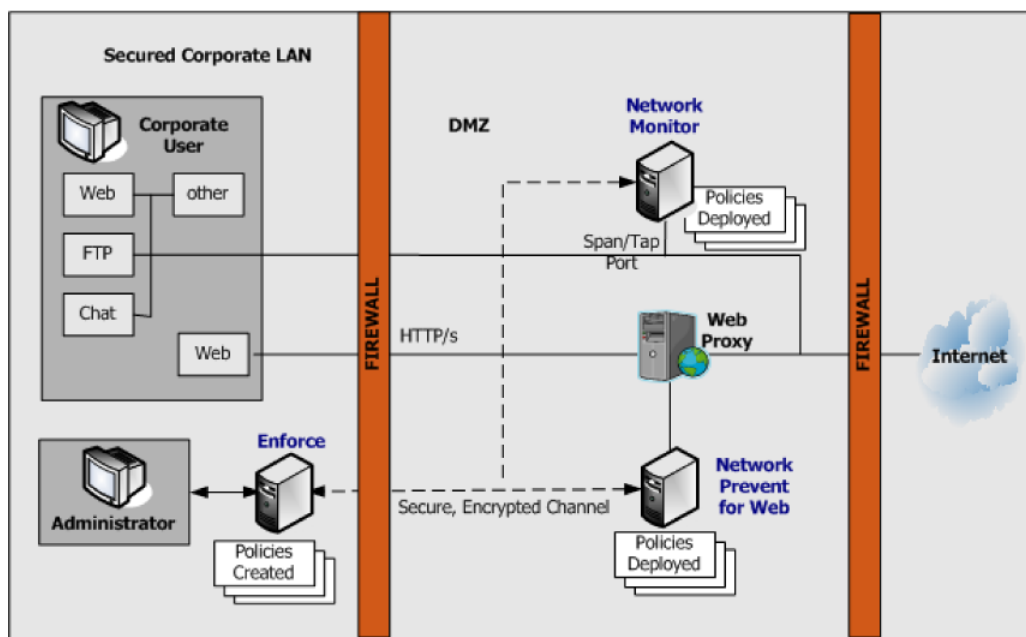 Secured Corporate LAN
Corporate
User
Web
other
FTP
Chat
Web
FIREWALL
DMZ
Network
Monitor
Policies
Deployed
Span/Tap
Port
HTTP/s
Web
Proxy
FIREWALL
Internet
Administrator
Enforce
Policies
Created
Secure, Encrypted Channel
Network
Prevent
for Web
Policies
Deployed